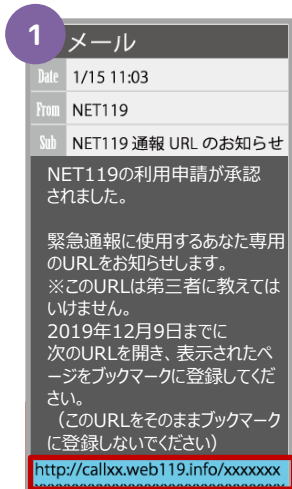 1
メール
Date 1/15 11:03
From NET119
Sub NET119 通報 URL のお知らせ
NET119の利用申請が承認
されました。
緊急通報に使用するあなた専用
のURLをお知らせします。
※このURLは第三者に教えては
いけません。
2019年12月9日までに
次のURLを開き、表示されたペ
ージをブックマークに登録してくだ
さい。
（このURLをそのままブックマーク
に登録しないでください）
http://callxx.web119.info/xxxxxxx